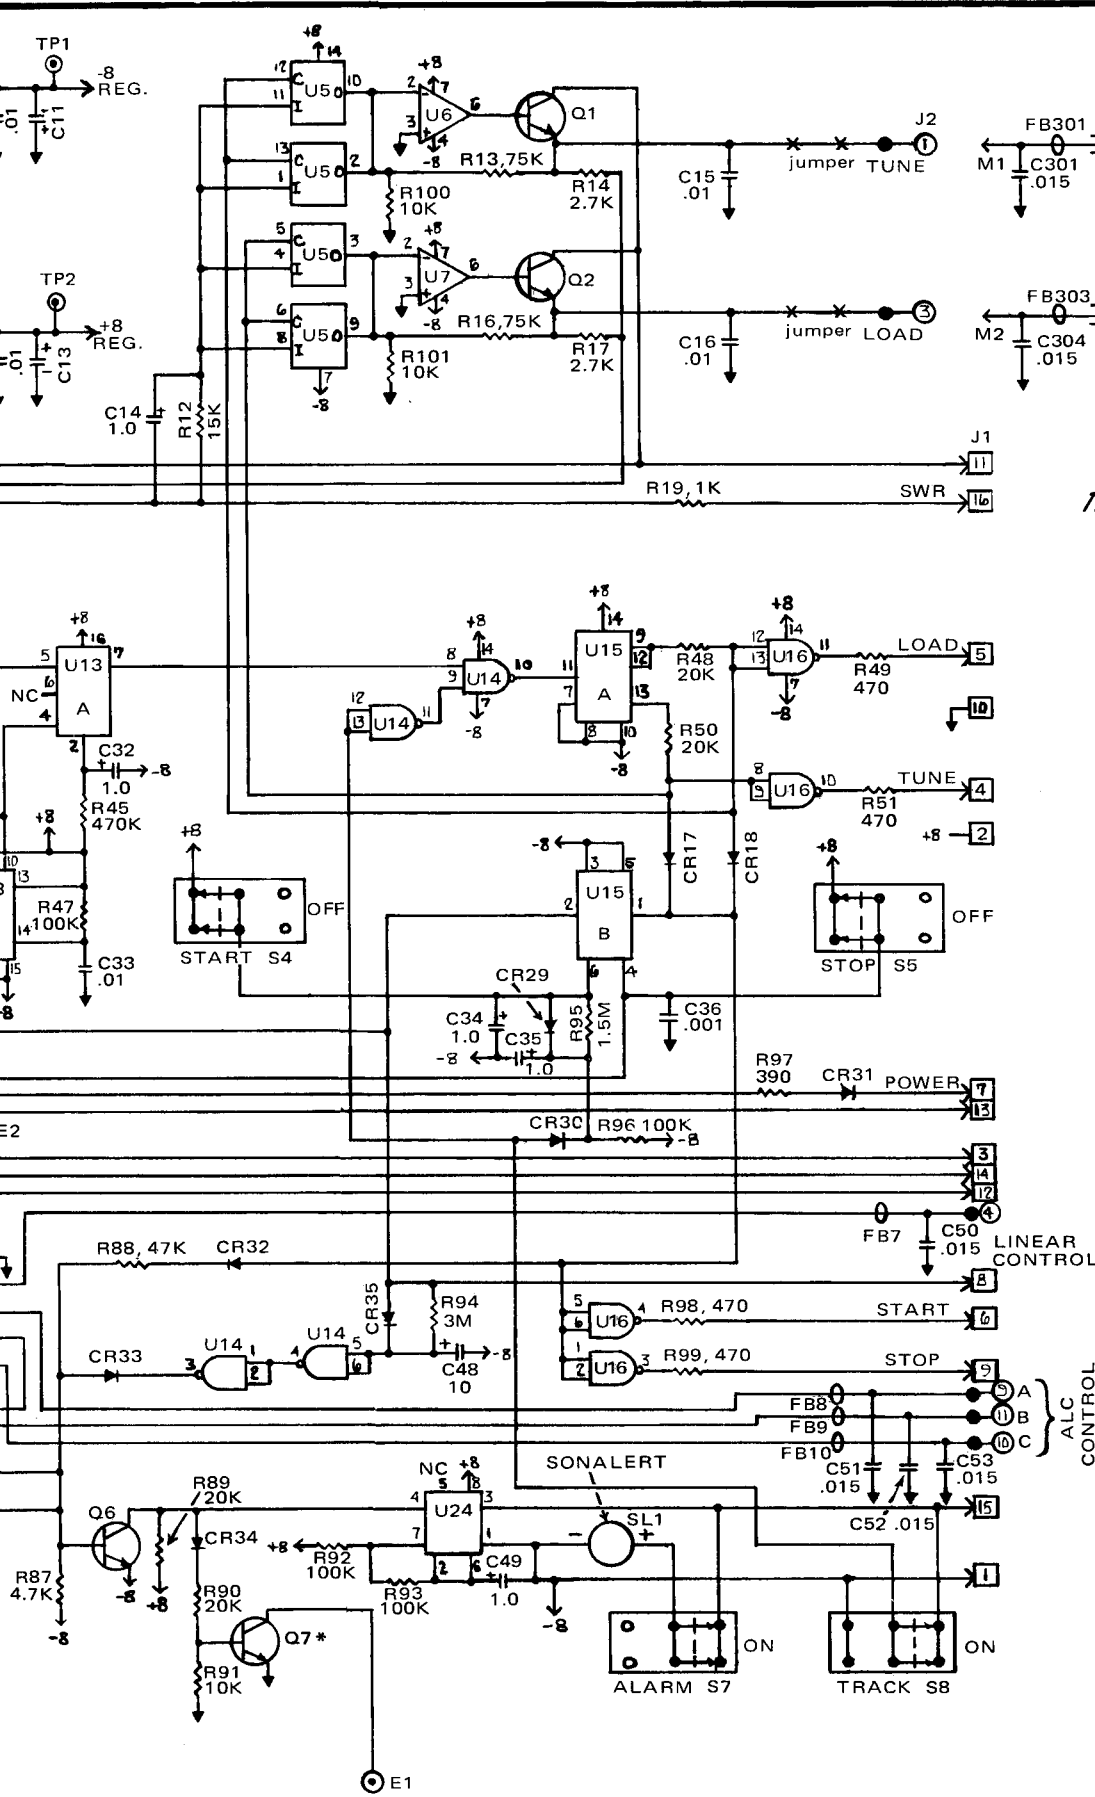 TP1
-8
REG.
.01
C11
+8
14
12
C
11
I
U5
O
10
2
+8
7
U6
3
4
-8
6
Q1
J2
1
jumper
TUNE
FB301
M1
C301
.015
13
C
1
I
U5
O
2
R13,75K
R14
2.7K
R100
10K
C15
.01
5
C
4
I
U5
O
3
2
+8
7
U7
3
4
-8
6
Q2
TP2
+8
REG.
.01
C13
6
C
8
I
U5
O
9
7
-8
R16,75K
R17
2.7K
R101
10K
C16
.01
jumper
LOAD
3
FB303
M2
C304
.015
C14
1.0
R12
15K
J1
11
R19, 1K
SWR
16
+8
16
7
5
U13
NC
6
A
4
2
C32
1.0
-8
R45
470K
+8
+8
14
8
9
U14
10
7
-8
12
13
U14
11
+8
14
11
U15
9
12
7
A
13
8
10
-8
R48
20K
R50
20K
+8
14
12
13
U16
11
7
-8
R49
470
LOAD
5
10
8
9
U16
10
R51
470
TUNE
4
+8
2
10
13
14
15
-8
R47
100K
C33
.01
+8
OFF
START S4
-8
3
5
U15
2
B
1
6
4
CR17
CR18
+8
OFF
STOP S5
CR29
C34
1.0
-8
C35
1.0
R95
1.5M
C36
.001
R97
390
CR31
POWER
7
13
E2
CR30
R96 100K
-8
3
14
12
4
FB7
C50
.015
LINEAR
CONTROL
R88, 47K
CR32
8
CR35
R94
3M
5
6
U16
4
R98, 470
START
6
CR33
3
U14
1
2
4
U14
5
6
C48
10
-8
1
2
U16
3
R99, 470
STOP
9
FB8
9
A
FB9
11
B
FB10
10
C
ALC
CONTROL
C51
.015
C52 .015
C53
.015
SONALERT
NC
5
+8
8
4
U24
3
7
1
2
6
+8
R92
100K
R93
100K
C49
1.0
-
SL1
+
-8
15
1
Q6
R89
20K
CR34
R87
4.7K
-8
-8
+8
R90
20K
Q7*
R91
10K
ON
ALARM S7
ON
TRACK S8
E1